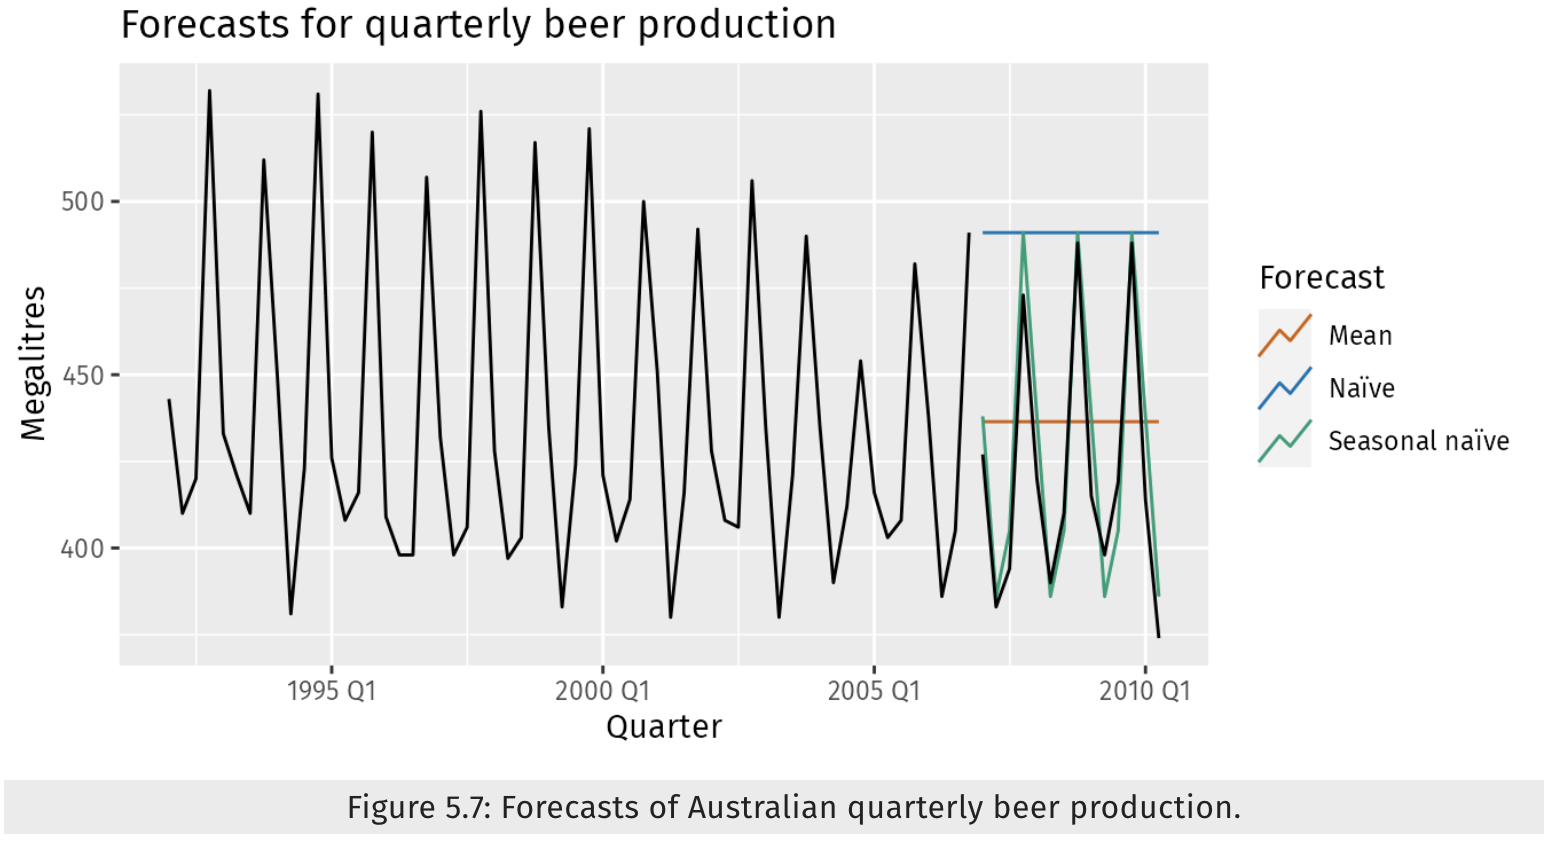 Forecasts for quarterly beer production
500
450
400
Megalitres
1995 Q1
2000 Q1
2005 Q1
2010 Q1
Quarter
Forecast
Mean
Naïve
Seasonal naïve
Figure 5.7: Forecasts of Australian quarterly beer production.